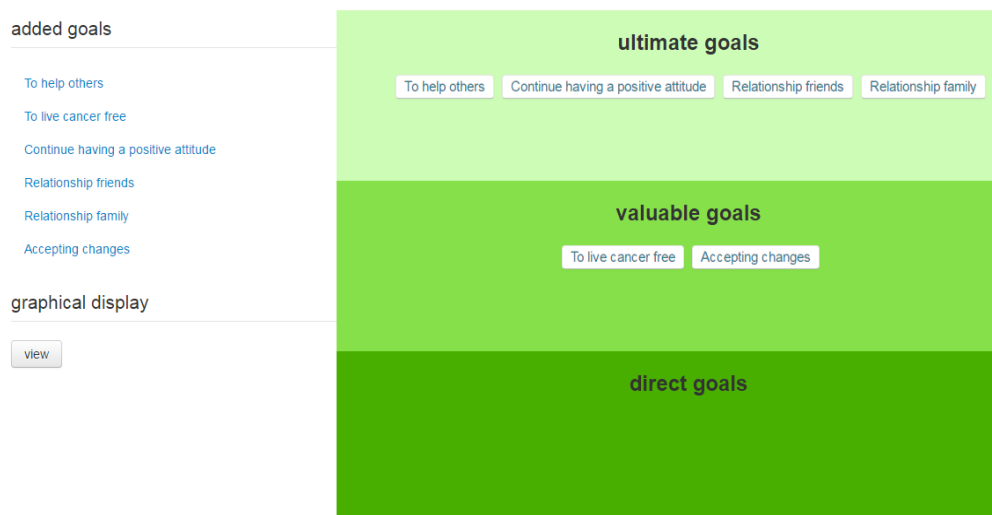 added goals
To help others
To live cancer free
Continue having a positive attitude
Relationship friends
Relationship family
Accepting changes
graphical display
view
ultimate goals
To help others Continue having a positive attitude Relationship friends Relationship family
valuable goals
To live cancer free Accepting changes
direct goals